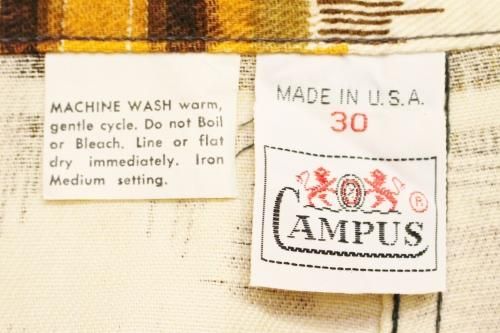 MACHINE WASH warm,
gentle cycle. Do not Boil
or Bleach. Line or flat
dry immediately. Iron
Medium setting.
MADE IN U.S.A.
30
CAMPUS ®